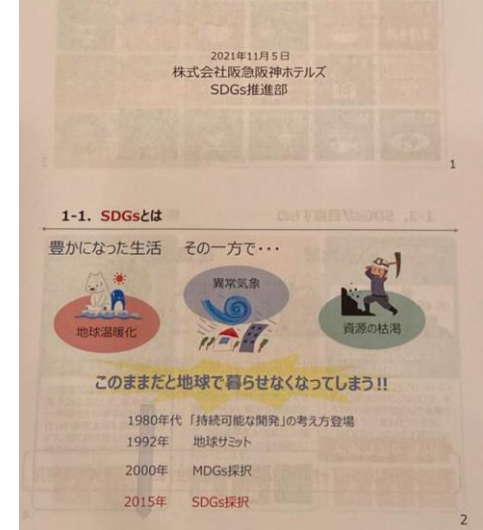 2021年11月5日
株式会社阪急阪神ホテルズ
SDGs推進部
1
1-1. SDGsとは
豊かになった生活 その一方で・・・
地球温暖化
異常気象
資源の枯渇
このままだと地球で暮らせなくなってしまう!!
1980年代 「持続可能な開発」の考え方登場
1992年 地球サミット
2000年 MDGs採択
2015年 SDGs採択
2